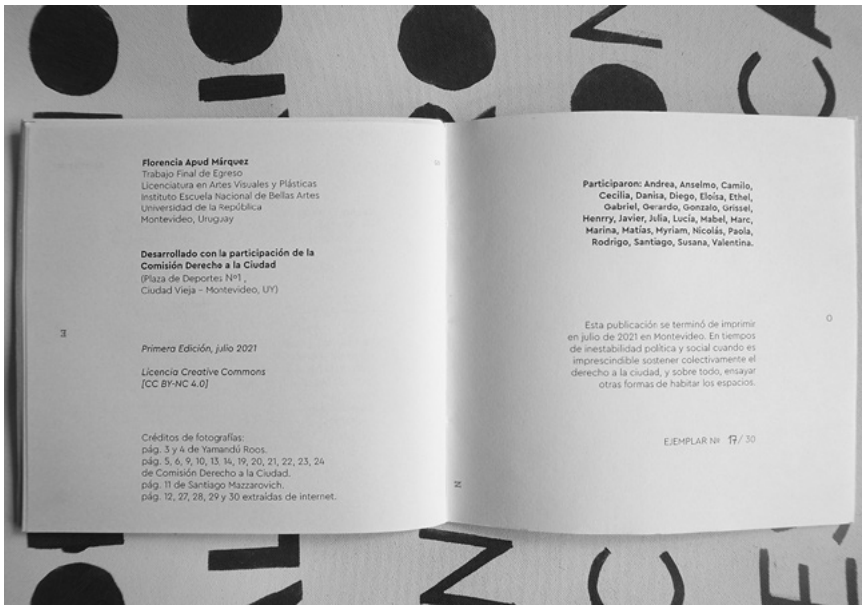 Florencia Apud Márquez
Trabajo Final de Egreso
Licenciatura en Artes Visuales y Plásticas
Instituto Escuela Nacional de Bellas Artes
Universidad de la República
Montevideo, Uruguay
Desarrollado con la participación de la
Comisión Derecho a la Ciudad
(Plaza de Deportes Nº1 ,
Ciudad Vieja - Montevideo, UY)
E
Primera Edición, julio 2021
Licencia Creative Commons
[CC BY-NC 4.0]
Créditos de fotografías:
pág. 3 y 4 de Yamandú Roos.
pág. 5, 6, 9, 10, 13. 14, 19, 20, 21, 22, 23, 24
de Comisión Derecho a la Ciudad.
pág. 11 de Santiago Mazzarovich.
pág. 12, 27, 28, 29 y 30 extraídas de internet.
N
Participaron: Andrea, Anselmo, Camilo,
Cecilia, Danisa, Diego, Eloísa, Ethel,
Gabriel, Gerardo, Gonzalo, Grissel,
Henrry, Javier, Julia, Lucía, Mabel, Marc,
Marina, Matías, Myriam, Nicolás, Paola,
Rodrigo, Santiago, Susana, Valentina.
O
Esta publicación se terminó de imprimir
en julio de 2021 en Montevideo. En tiempos
de inestabilidad política y social cuando es
imprescindible sostener colectivamente el
derecho a la ciudad, y sobre todo, ensayar
otras formas de habitar los espacios.
EJEMPLAR Nº 17/30